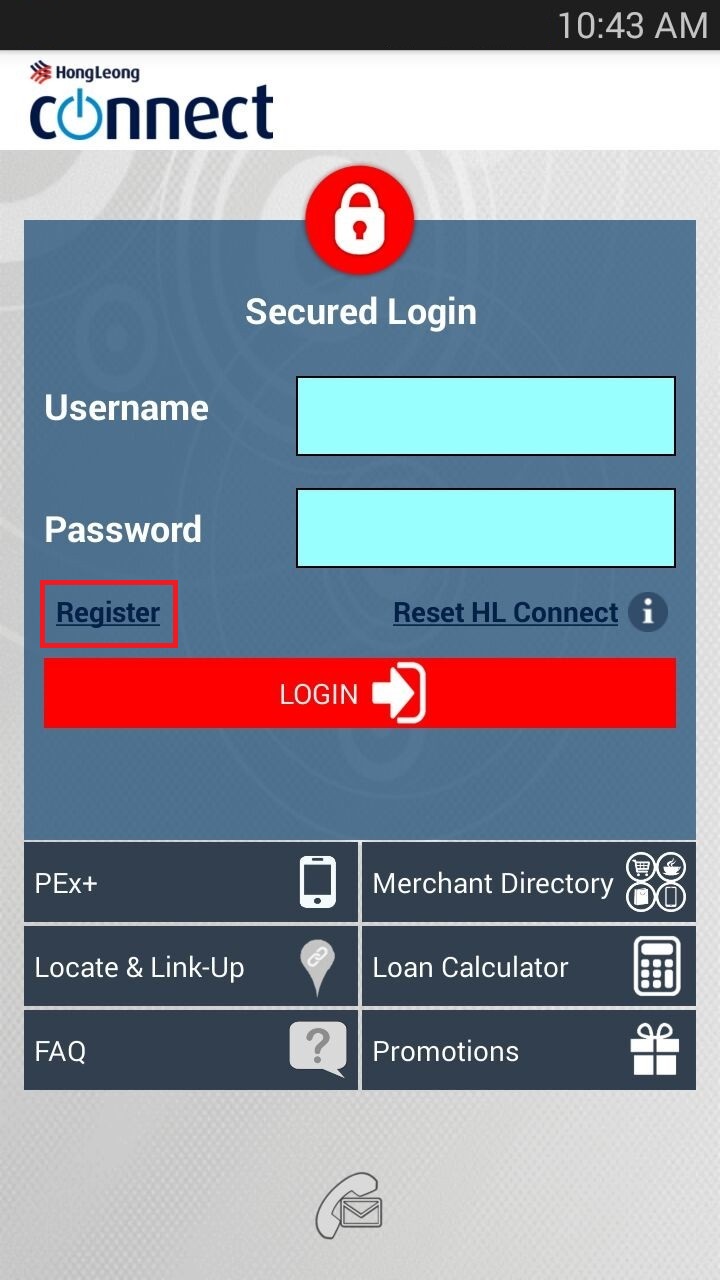 10:43 AM
HongLeong
connect
Secured Login
Username
Password
Register
Reset HL Connect i
LOGIN
PEx+
Merchant Directory
Locate & Link-Up
Loan Calculator
FAQ
?
Promotions